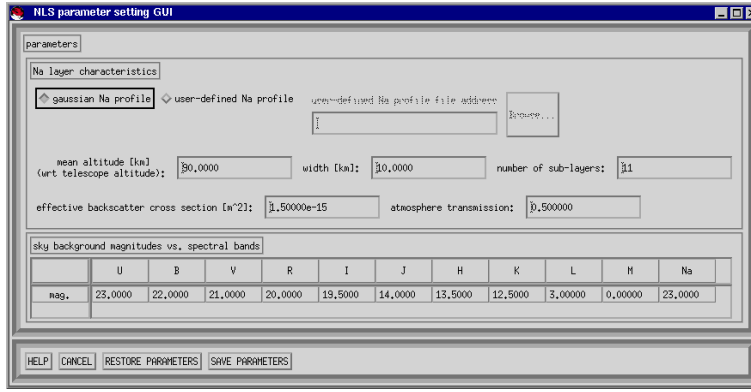 NLS parameter setting GUI
parameters
Na layer characteristics
gaussian Na profile user-defined Na profile user-defined Na profile file address
Browse...
mean altitude [km]
(wrt telescope altitude): 90.0000 width [km]: 10.0000 number of sub-layers: 11
effective backscatter cross section [m^2]: 1.50000e-15 atmosphere transmission: 0.500000
sky background magnitudes vs. spectral bands
U B V R I J H K L M Na
mag. 23.0000 22.0000 21.0000 20.0000 19.5000 14.0000 13.5000 12.5000 3.00000 0.00000 23.0000
HELP CANCEL RESTORE PARAMETERS SAVE PARAMETERS